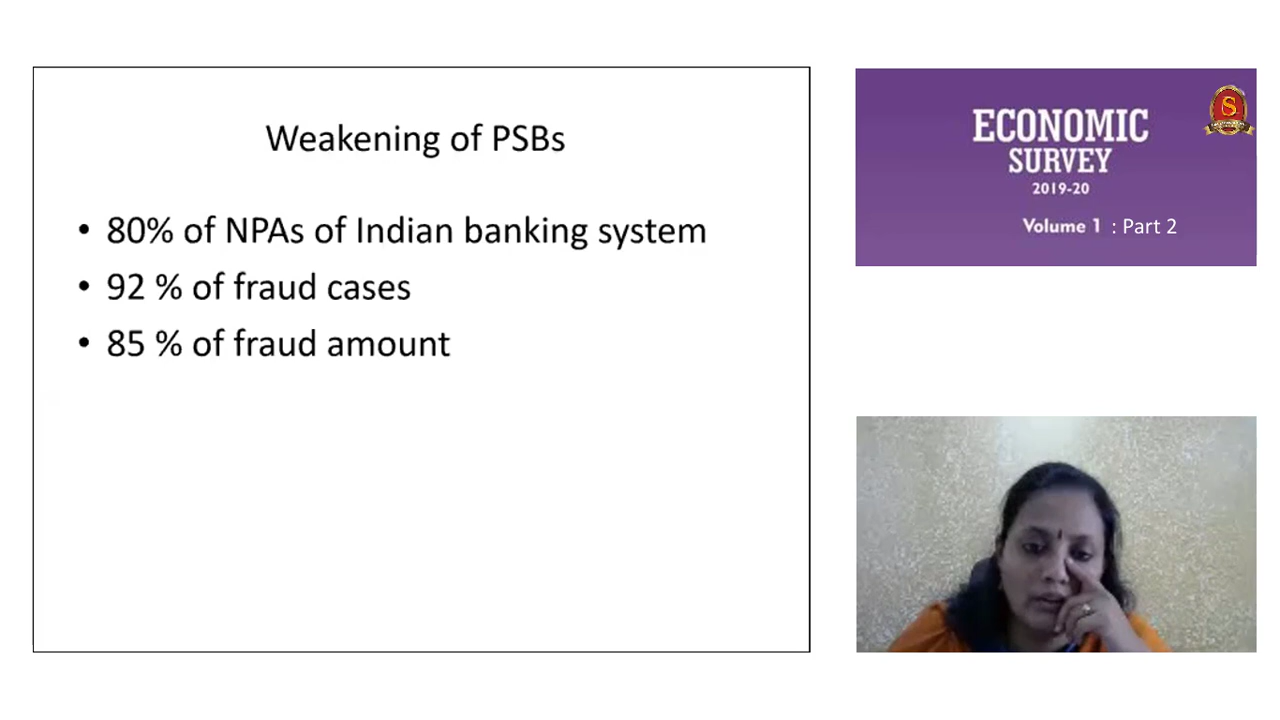 Weakening of PSBs
• 80% of NPAs of Indian banking system
• 92 % of fraud cases
• 85 % of fraud amount
ECONOMIC
SURVEY
2019-20
Volume 1 : Part 2
S